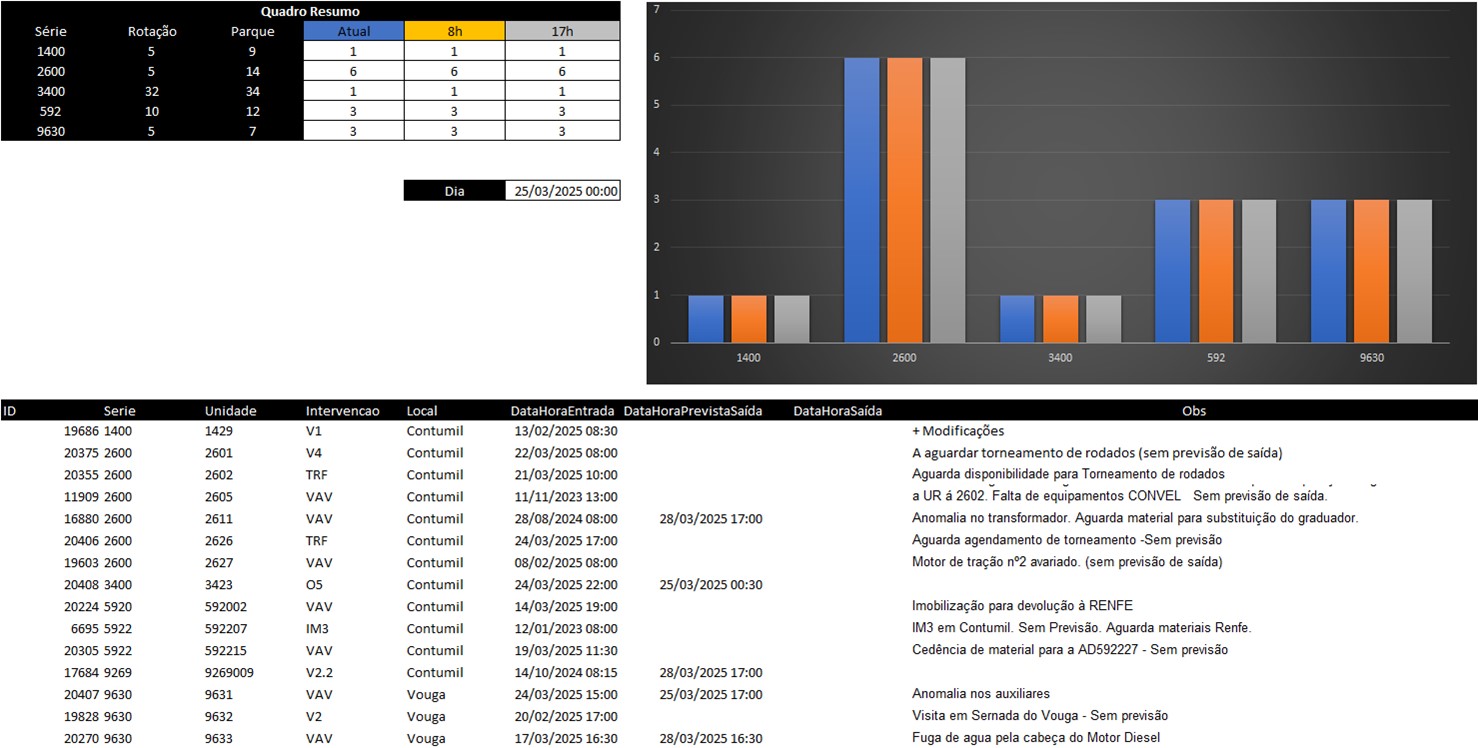 Quadro Resumo
Série Rotação Parque Atual 8h 17h
1400 5 9 1 1 1
2600 5 14 6 6 6
3400 32 34 1 1 1
592 10 12 3 3 3
9630 5 7 3 3 3
Dia 25/03/2025 00:00
7
6
5
4
3
2
1
0
1400 2600 3400 592 9630
ID Serie Unidade Intervencao Local DataHoraEntrada DataHoraPrevistaSaída DataHoraSaída Obs
19686 1400 1429 V1 Contumil 13/02/2025 08:30 + Modificações
20375 2600 2601 V4 Contumil 22/03/2025 08:00 A aguardar torneamento de rodados (sem previsão de saída)
20355 2600 2602 TRF Contumil 21/03/2025 10:00 Aguarda disponibilidade para Torneamento de rodados
11909 2600 2605 VAV Contumil 11/11/2023 13:00 a UR á 2602. Falta de equipamentos CONVEL Sem previsão de saída.
16880 2600 2611 VAV Contumil 28/08/2024 08:00 28/03/2025 17:00 Anomalia no transformador. Aguarda material para substituição do graduador.
20406 2600 2626 TRF Contumil 24/03/2025 17:00 Aguarda agendamento de torneamento -Sem previsão
19603 2600 2627 VAV Contumil 08/02/2025 08:00 Motor de tração nº2 avariado. (sem previsão de saída)
20408 3400 3423 O5 Contumil 24/03/2025 22:00 25/03/2025 00:30
20224 5920 592002 VAV Contumil 14/03/2025 19:00 Imobilização para devolução à RENFE
6695 5922 592207 IM3 Contumil 12/01/2023 08:00 IM3 em Contumil. Sem Previsão. Aguarda materiais Renfe.
20305 5922 592215 VAV Contumil 19/03/2025 11:30 Cedência de material para a AD592227 - Sem previsão
17684 9269 9269009 V2.2 Contumil 14/10/2024 08:15 28/03/2025 17:00
20407 9630 9631 VAV Vouga 24/03/2025 15:00 25/03/2025 17:00 Anomalia nos auxiliares
19828 9630 9632 V2 Vouga 20/02/2025 17:00 Visita em Sernada do Vouga - Sem previsão
20270 9630 9633 VAV Vouga 17/03/2025 16:30 28/03/2025 16:30 Fuga de agua pela cabeça do Motor Diesel